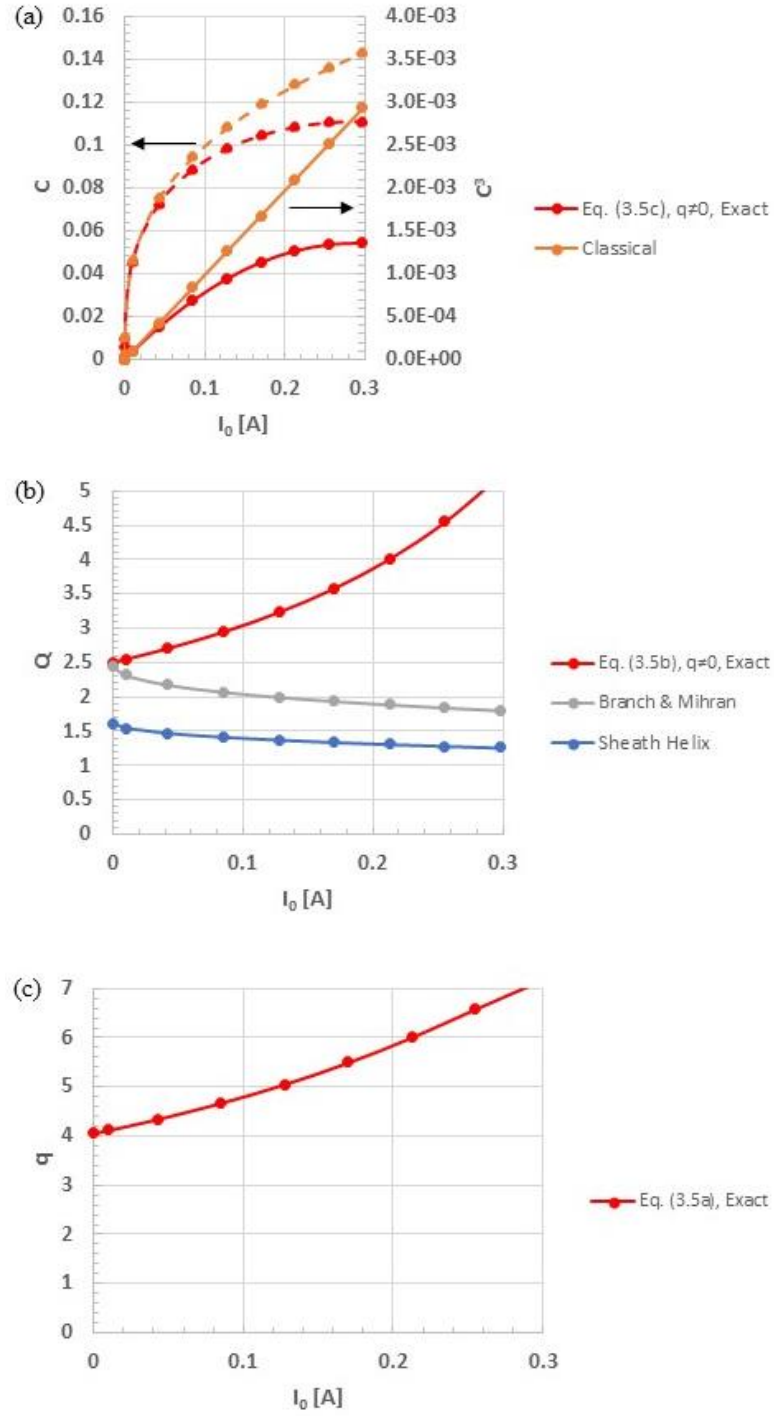 (a)
0.16
0.14
0.12
0.1
0.08
0.06
0.04
0.02
0
C
4.0E-03
3.5E-03
3.0E-03
2.5E-03
2.0E-03
1.5E-03
1.0E-03
5.0E-04
0.0E+00
C³
0 0.1 0.2 0.3
I₀ [A]
Eq. (3.5c), q≠0, Exact
Classical
(b)
5
4.5
4
3.5
3
2.5
2
1.5
1
0.5
0
Q
0 0.1 0.2 0.3
I₀ [A]
Eq. (3.5b), q≠0, Exact
Branch & Mihran
Sheath Helix
(c)
7
6
5
4
3
2
1
0
q
0 0.1 0.2 0.3
I₀ [A]
Eq. (3.5a), Exact